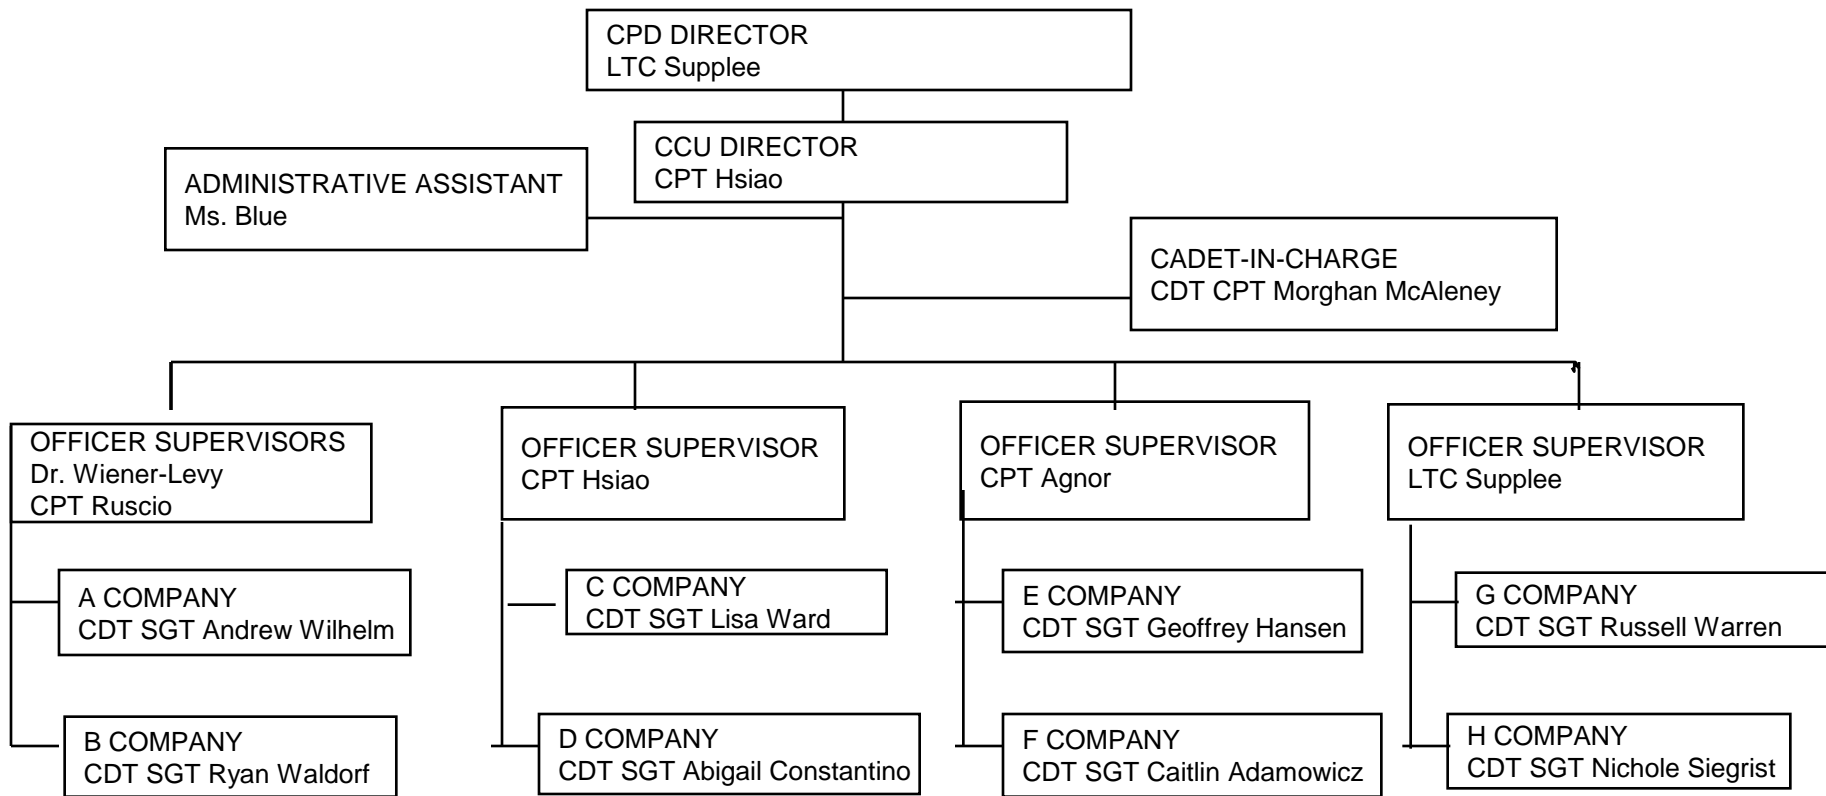 CPD DIRECTOR
LTC Supplee
CCU DIRECTOR
CPT Hsiao
ADMINISTRATIVE ASSISTANT
Ms. Blue
CADET-IN-CHARGE
CDT CPT Morghan McAleney
OFFICER SUPERVISORS
Dr. Wiener-Levy
CPT Ruscio
OFFICER SUPERVISOR
CPT Hsiao
OFFICER SUPERVISOR
CPT Agnor
OFFICER SUPERVISOR
LTC Supplee
A COMPANY
CDT SGT Andrew Wilhelm
C COMPANY
CDT SGT Lisa Ward
E COMPANY
CDT SGT Geoffrey Hansen
G COMPANY
CDT SGT Russell Warren
B COMPANY
CDT SGT Ryan Waldorf
D COMPANY
CDT SGT Abigail Constantino
F COMPANY
CDT SGT Caitlin Adamowicz
H COMPANY
CDT SGT Nichole Siegrist